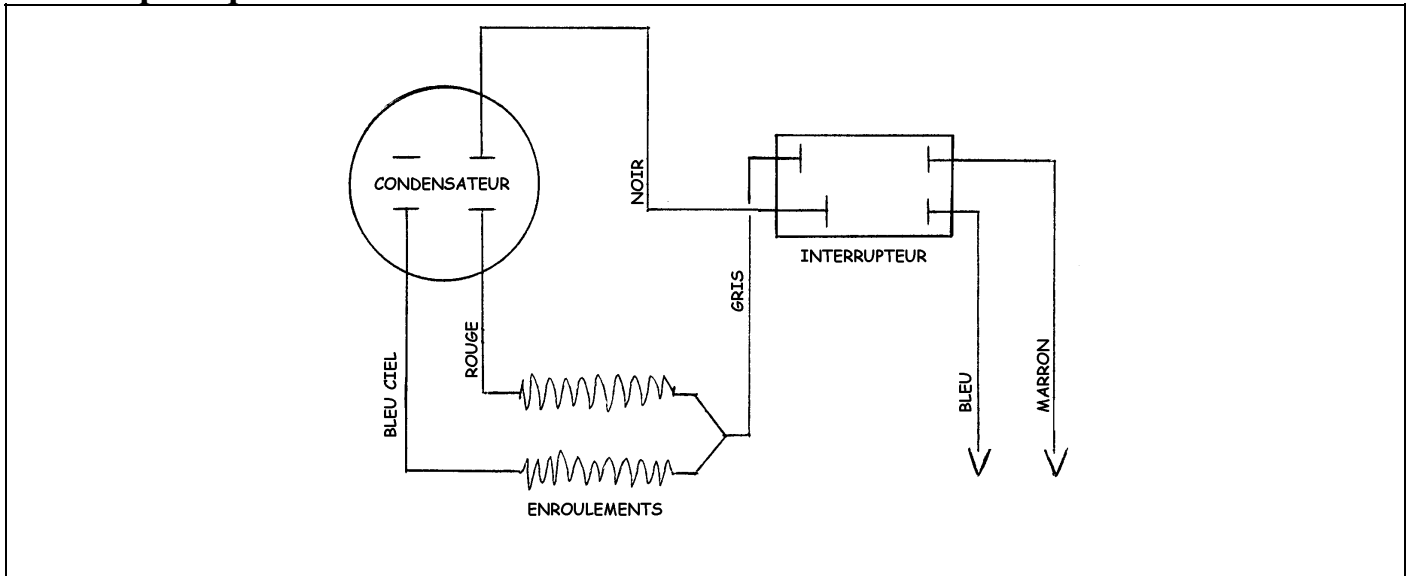 CONDENSATEUR
NOIR
INTERRUPTEUR
GRIS
ROUGE
BLEU CIEL
BLEU
MARRON
ENROULEMENTS